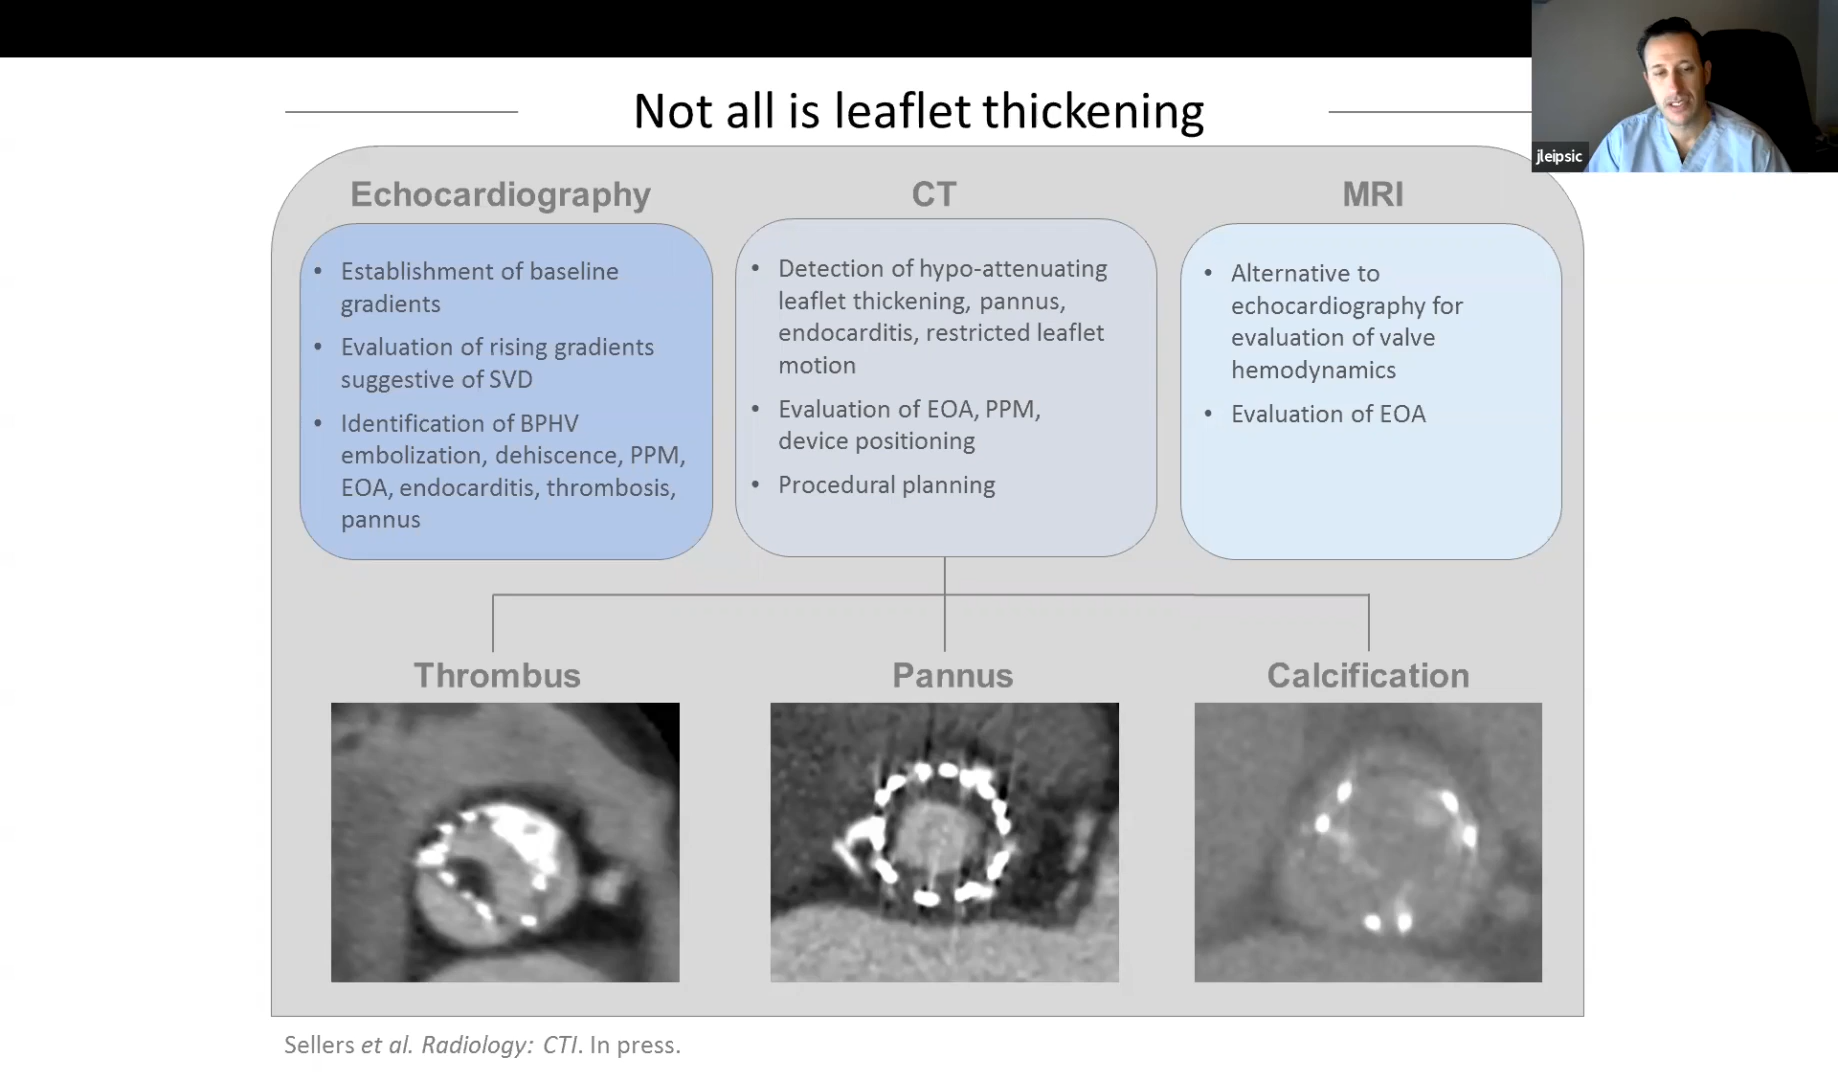 Not all is leaflet thickening
jleipsic
Echocardiography
• Establishment of baseline
gradients
• Evaluation of rising gradients
suggestive of SVD
• Identification of BPHV
embolization, dehiscence, PPM,
EOA, endocarditis, thrombosis,
pannus
CT
• Detection of hypo-attenuating
leaflet thickening, pannus,
endocarditis, restricted leaflet
motion
• Evaluation of EOA, PPM,
device positioning
• Procedural planning
MRI
• Alternative to
echocardiography for
evaluation of valve
hemodynamics
• Evaluation of EOA
Thrombus
Pannus
Calcification
Sellers et al. Radiology: CTI. In press.